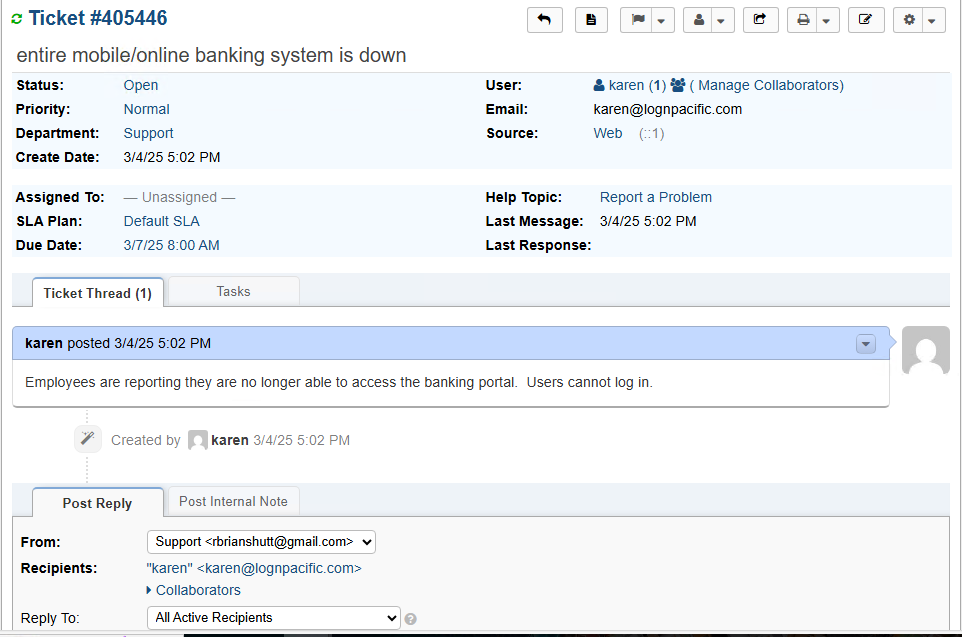 Ticket #405446
entire mobile/online banking system is down
Status: Open User: karen (1) ( Manage Collaborators)
Priority: Normal Email: karen@lognpacific.com
Department: Support Source: Web (::1)
Create Date: 3/4/25 5:02 PM
Assigned To: — Unassigned — Help Topic: Report a Problem
SLA Plan: Default SLA Last Message: 3/4/25 5:02 PM
Due Date: 3/7/25 8:00 AM Last Response:
Ticket Thread (1) Tasks
karen posted 3/4/25 5:02 PM
Employees are reporting they are no longer able to access the banking portal. Users cannot log in.
Created by karen 3/4/25 5:02 PM
Post Reply Post Internal Note
From: Support <rbrianshutt@gmail.com>
Recipients: "karen" <karen@lognpacific.com>
Collaborators
Reply To: All Active Recipients ?